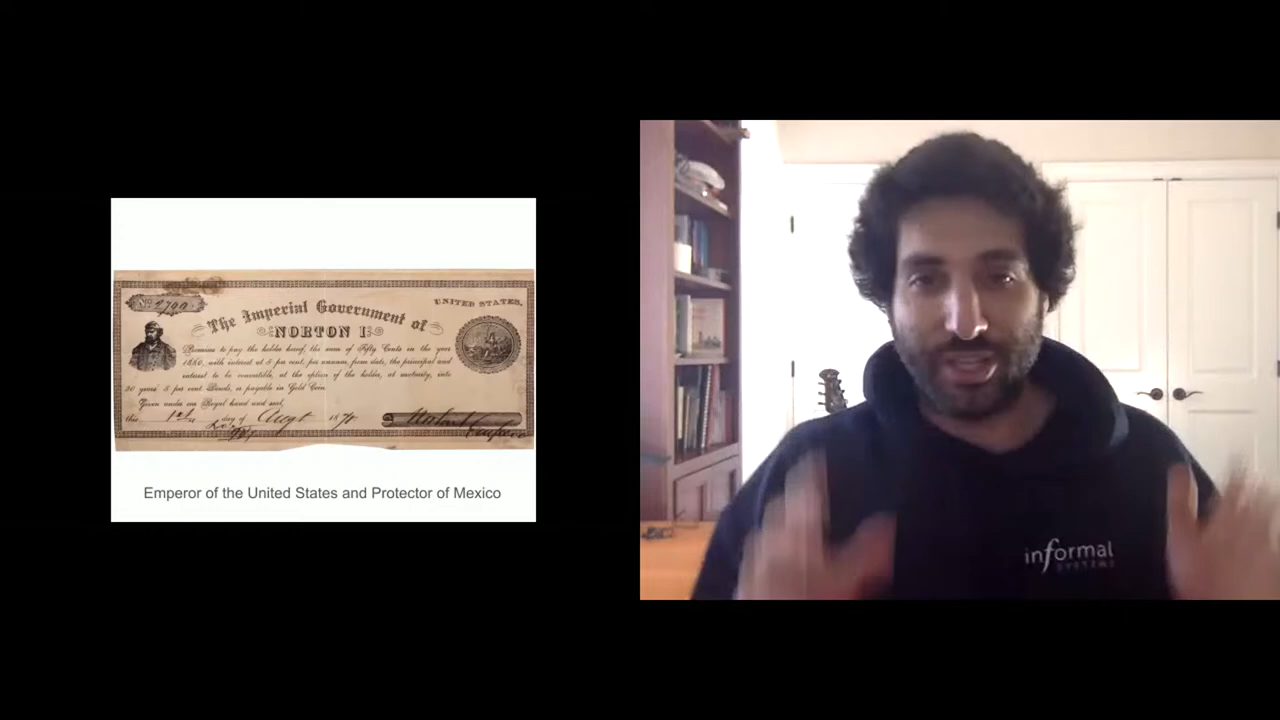 No. 2790
UNITED STATES.
The Imperial Government of
NORTON I.
Promises to pay the holder hereof, the sum of Fifty Cents in the year
1880, with interest at 5 per cent. per annum from date, the principal and
interest to be convertible, at the option of the holder, at maturity, into
20 years' 5 per cent. Bonds, or payable in Gold Coin.
Given under our Royal hand and seal,
this 1st day of Augt 187
Emperor of the United States and Protector of Mexico
informal
SYSTEMS